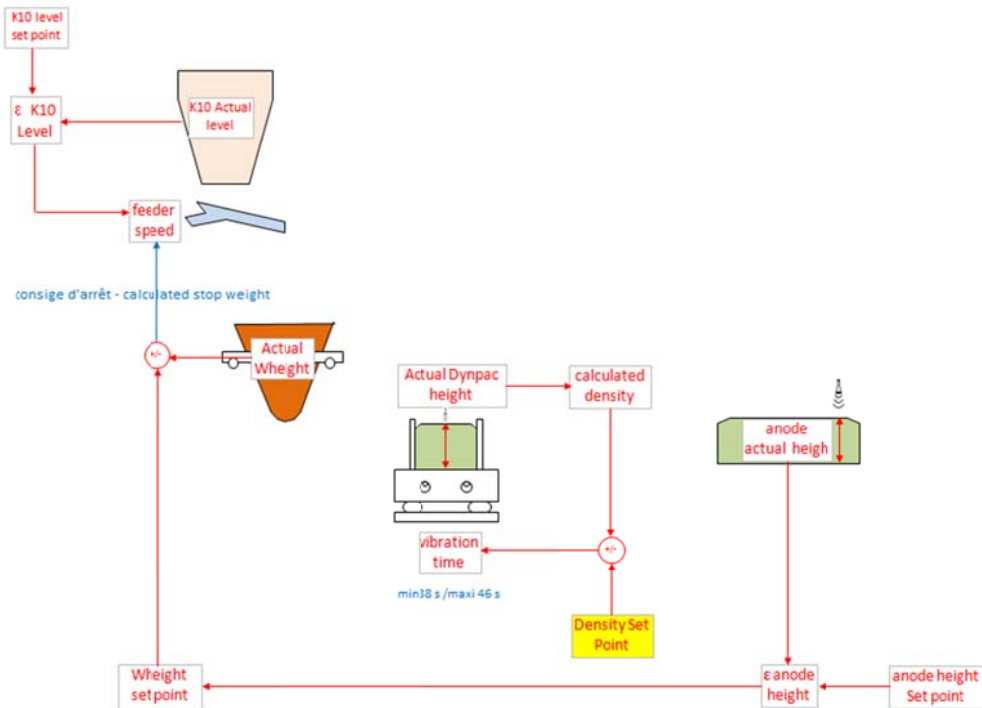 K10 level
set point
ε K10
Level
K10 Actual
level
feeder
speed
consige d'arrêt - calculated stop weight
+/-
Actual
Wheight
Actual Dynpac
height
calculated
density
anode
actual heigh
vibration
time
+/-
min38 s /maxi 46 s
Density Set
Point
Wheight
set point
ε anode
height
anode height
Set point